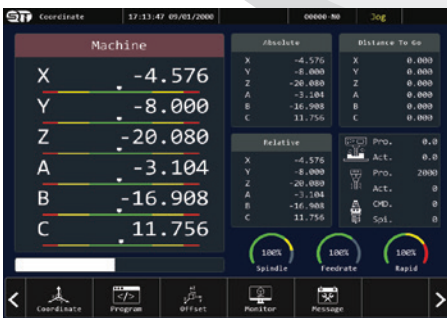 Coordinate 17:13:47 09/01/2000 00000-N0 Jog
Machine
X -4.576
Y -8.000
Z -20.080
A -3.104
B -16.908
C 11.756
Absolute
X -4.576
Y -8.000
Z -20.080
A -3.104
B -16.908
C 11.756
Distance To Go
X 0.000
Y 0.000
Z 0.000
A 0.000
B 0.000
C 0.000
Relative
X -4.576
Y -8.000
Z -20.080
A -3.104
B -16.908
C 11.756
Pro. 0.0
Act. 0.0
Pro. 2000
Act. 0
CMD. 0
Spi. 0
100% 100% 100%
Spindle Feedrate Rapid
Coordinate Program Offset Monitor Message